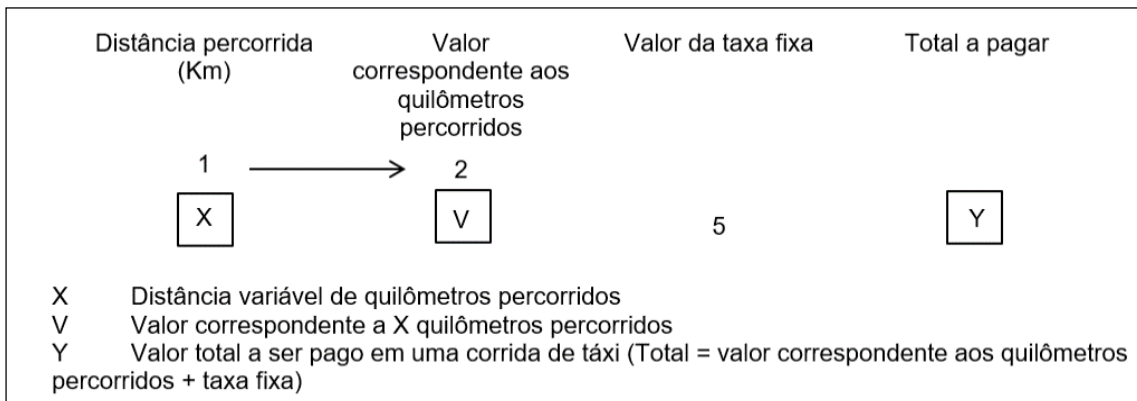 Distância percorrida (Km)
Valor correspondente aos quilômetros percorridos
Valor da taxa fixa
Total a pagar
1
2
X
V
5
Y
X Distância variável de quilômetros percorridos
V Valor correspondente a X quilômetros percorridos
Y Valor total a ser pago em uma corrida de táxi (Total = valor correspondente aos quilômetros
percorridos + taxa fixa)